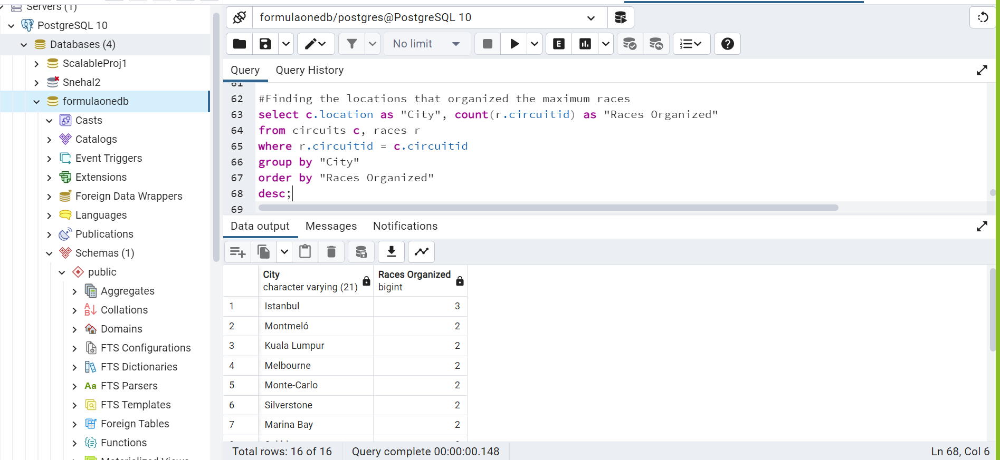 Servers (1)
PostgreSQL 10
Databases (4)
ScalableProj1
Snehal2
formulaonedb
Casts
Catalogs
Event Triggers
Extensions
Foreign Data Wrappers
Languages
Publications
Schemas (1)
public
Aggregates
Collations
Domains
FTS Configurations
FTS Dictionaries
Aa FTS Parsers
FTS Templates
Foreign Tables
Functions
Materialized Views
formulaonedb/postgres@PostgreSQL 10
No limit
E
Query Query History
61
62 #Finding the locations that organized the maximum races
63 select c.location as "City", count(r.circuitid) as "Races Organized"
64 from circuits c, races r
65 where r.circuitid = c.circuitid
66 group by "City"
67 order by "Races Organized"
68 desc;
69
Data output Messages Notifications
City Races Organized
character varying (21) bigint
1 Istanbul 3
2 Montmeló 2
3 Kuala Lumpur 2
4 Melbourne 2
5 Monte-Carlo 2
6 Silverstone 2
7 Marina Bay 2
Total rows: 16 of 16 Query complete 00:00:00.148 Ln 68, Col 6